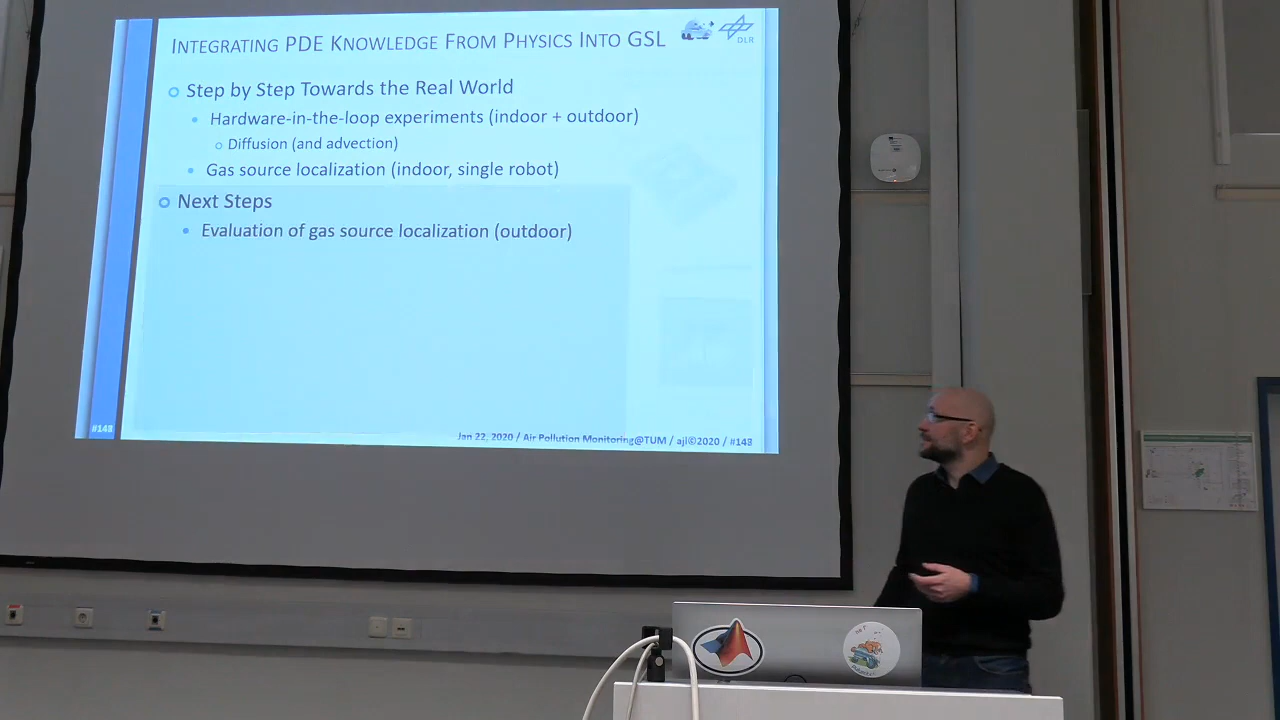 INTEGRATING PDE KNOWLEDGE FROM PHYSICS INTO GSL
DLR
Step by Step Towards the Real World
Hardware-in-the-loop experiments (indoor + outdoor)
Diffusion (and advection)
Gas source localization (indoor, single robot)
Next Steps
Evaluation of gas source localization (outdoor)
#148
Jan 22, 2020 / Air Pollution Monitoring@TUM / ajl©2020 / #148